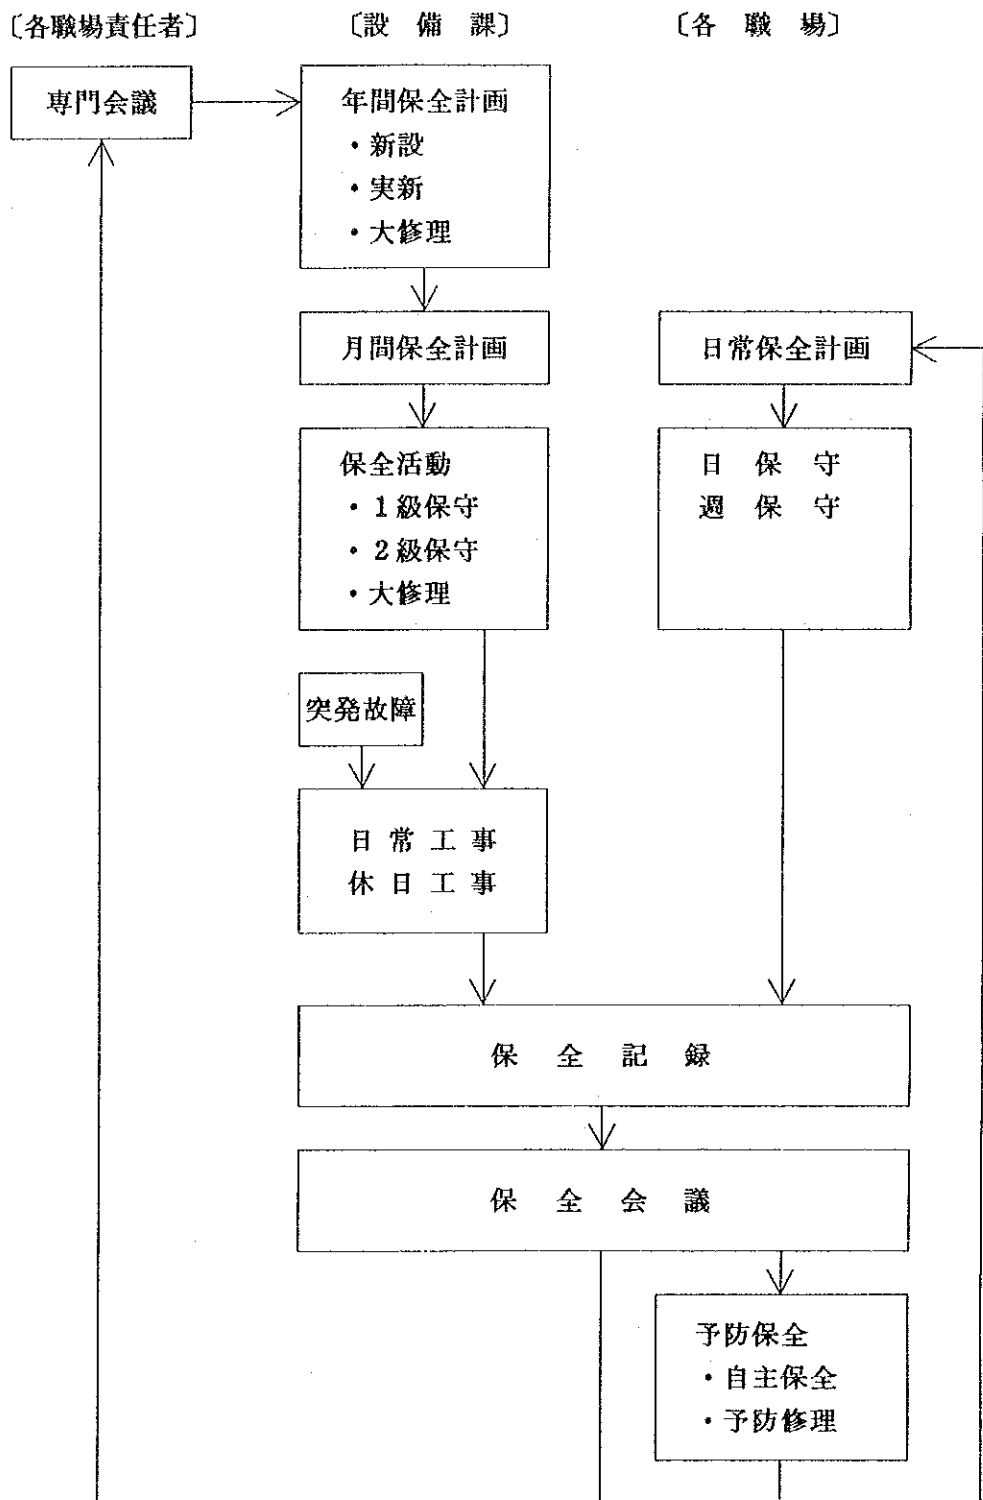 〔各職場責任者〕
〔設備課〕
〔各職場〕
専門会議
年間保全計画
・新設
・実新
・大修理
月間保全計画
日常保全計画
保全活動
・1級保守
・2級保守
・大修理
日保守
週保守
突発故障
日常工事
休日工事
保全記録
保全会議
予防保全
・自主保全
・予防修理